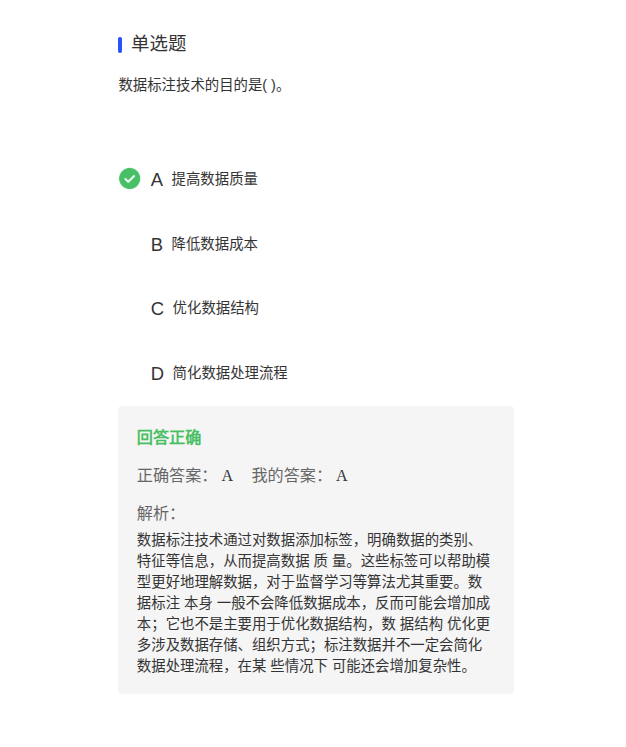 单选题
数据标注技术的目的是( )。
A 提高数据质量
B 降低数据成本
C 优化数据结构
D 简化数据处理流程
回答正确
正确答案： A 我的答案： A
解析：
数据标注技术通过对数据添加标签，明确数据的类别、
特征等信息，从而提高数据 质 量。这些标签可以帮助模
型更好地理解数据，对于监督学习等算法尤其重要。数
据标注 本身 一般不会降低数据成本，反而可能会增加成
本；它也不是主要用于优化数据结构，数 据结构 优化更
多涉及数据存储、组织方式；标注数据并不一定会简化
数据处理流程，在某 些情况下 可能还会增加复杂性。